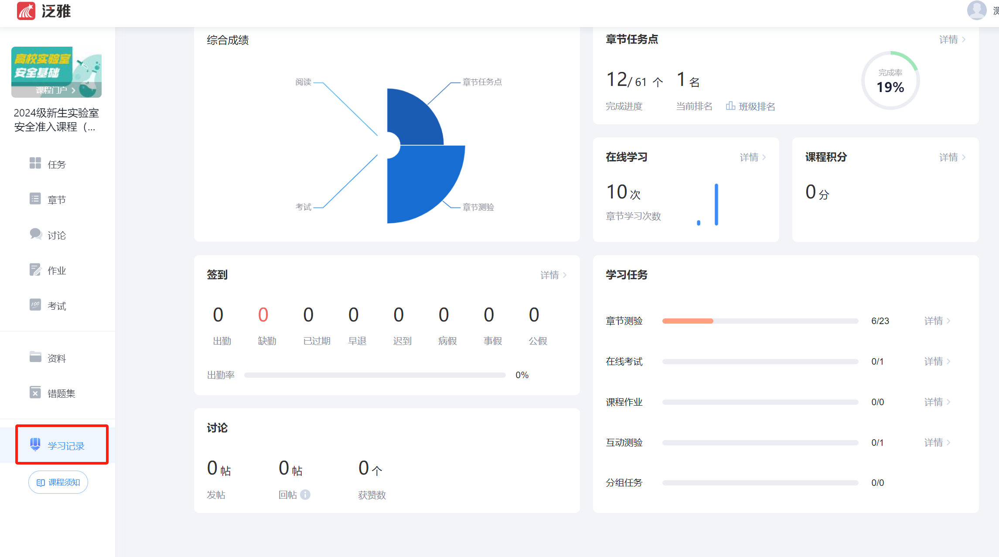 泛雅
测
高校实验室
安全基础
课程门户
2024级新生实验室
安全准入课程（...
任务
章节
讨论
作业
100
考试
资料
错题集
学习记录
课程须知
综合成绩
阅读
章节任务点
考试
章节测验
章节任务点
详情
12/ 61 个
1 名
完成进度
当前排名
班级排名
完成率
19%
在线学习
详情
10 次
章节学习次数
课程积分
详情
0 分
签到
详情
0 0 0 0 0 0 0 0
出勤 缺勤 已过期 早退 迟到 病假 事假 公假
出勤率 0%
学习任务
章节测验 6/23 详情
在线考试 0/1 详情
课程作业 0/0 详情
互动测验 0/1 详情
分组任务 0/0
讨论
0 帖 0 帖 0 个
发帖 回帖 获赞数